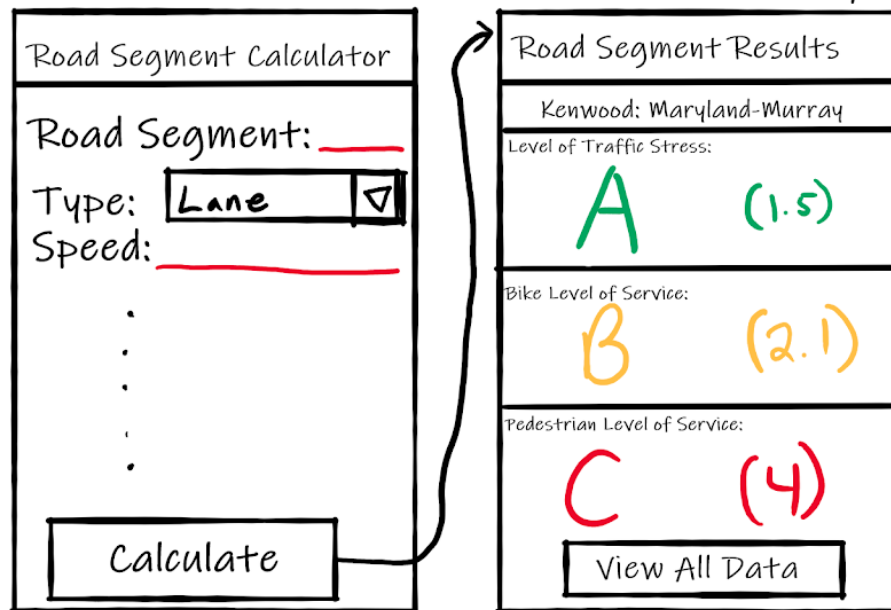 Road Segment Calculator
Road Segment:
Type: Lane
Speed:
Calculate
Road Segment Results
Kenwood: Maryland-Murray
Level of Traffic Stress:
A (1.5)
Bike Level of Service:
B (2.1)
Pedestrian Level of Service:
C (4)
View All Data